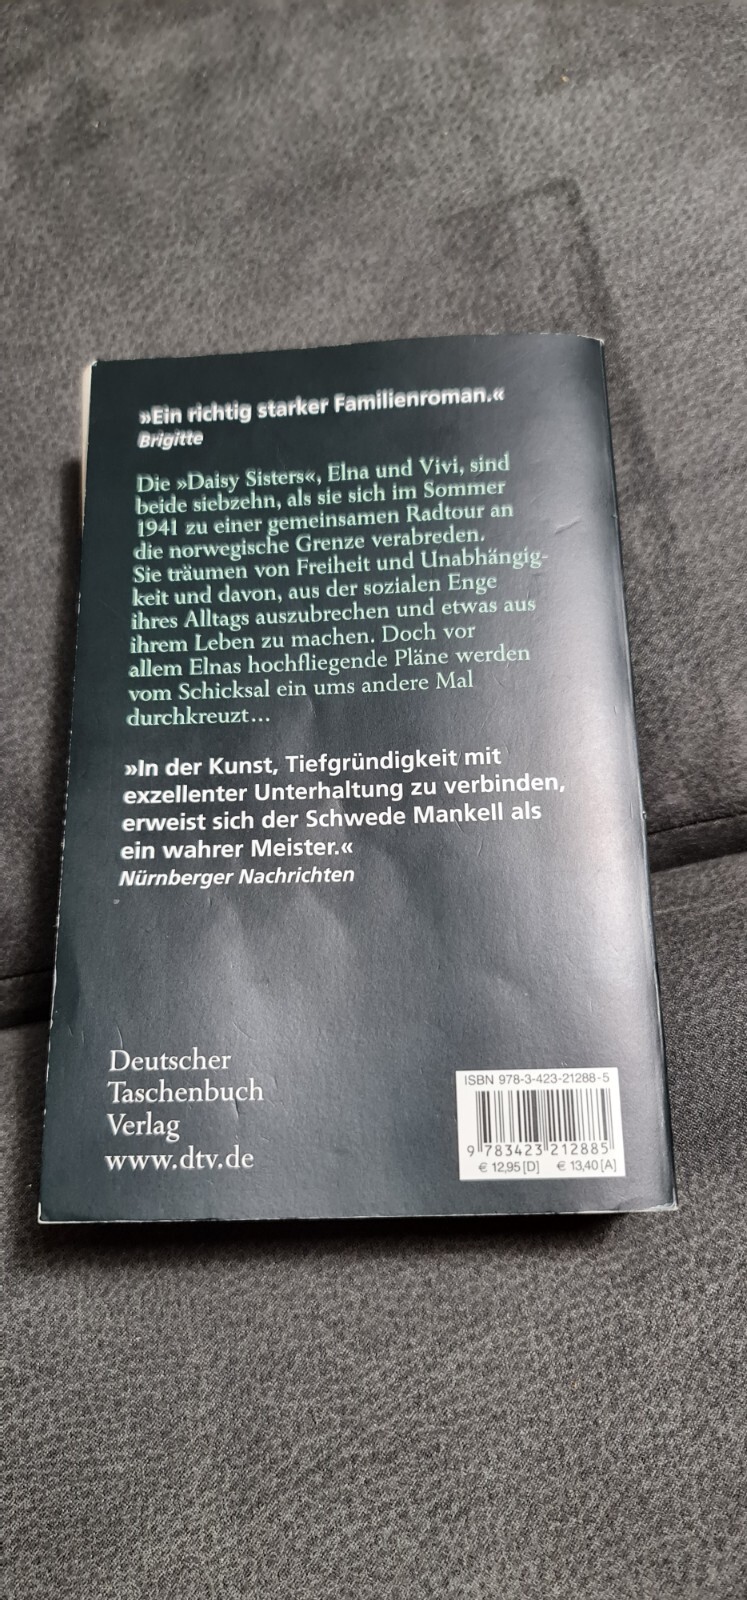 »Ein richtig starker Familienroman.«
Brigitte
Die »Daisy Sisters«, Elna und Vivi, sind
beide siebzehn, als sie sich im Sommer
1941 zu einer gemeinsamen Radtour an
die norwegische Grenze verabreden.
Sie träumen von Freiheit und Unabhängig-
keit und davon, aus der sozialen Enge
ihres Alltags auszubrechen und etwas aus
ihrem Leben zu machen. Doch vor
allem Elnas hochfliegende Pläne werden
vom Schicksal ein ums andere Mal
durchkreuzt...
»In der Kunst, Tiefgründigkeit mit
exzellenter Unterhaltung zu verbinden,
erweist sich der Schwede Mankell als
ein wahrer Meister.«
Nürnberger Nachrichten
Deutscher
Taschenbuch
Verlag
www.dtv.de
ISBN 978-3-423-21288-5
9 783423 212885
€ 12,95 [D] € 13,40 [A]